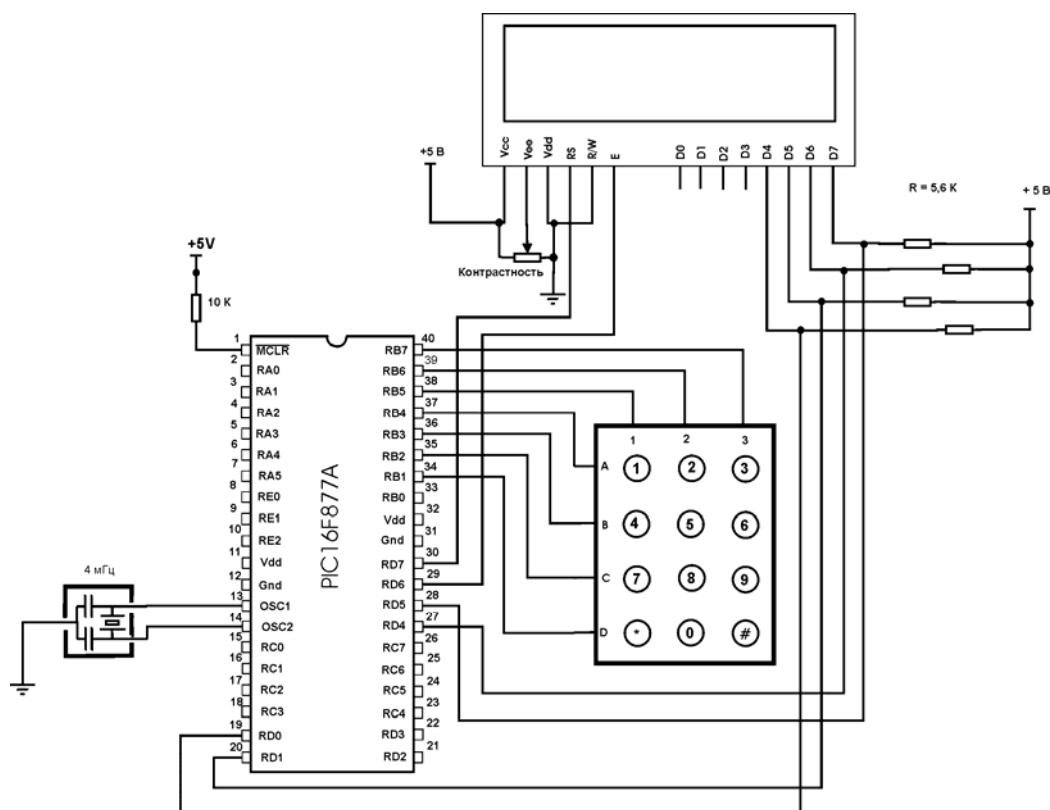 Vcc
Voo
Vdd
RS
R/W
E
D0
D1
D2
D3
D4
D5
D6
D7
+5 В
R = 5,6 К
+ 5 В
Контрастность
+5V
10 К
PIC16F877A
1 MCLR
2 RA0
3 RA1
4 RA2
5 RA3
6 RA4
7 RA5
8 RE0
9 RE1
10 RE2
11 Vdd
12 Gnd
13 OSC1
14 OSC2
15 RC0
16 RC1
17 RC2
18 RC3
19 RD0
20 RD1
RB7 40
RB6 39
RB5 38
RB4 37
RB3 36
RB2 35
RB1 34
RB0 33
Vdd 32
Gnd 31
RD7 30
RD6 29
RD5 28
RD4 27
RC7 26
RC6 25
RC5 24
RC4 23
RD3 22
RD2 21
4 мГц
1 2 3
A 1 2 3
B 4 5 6
C 7 8 9
D * 0 #